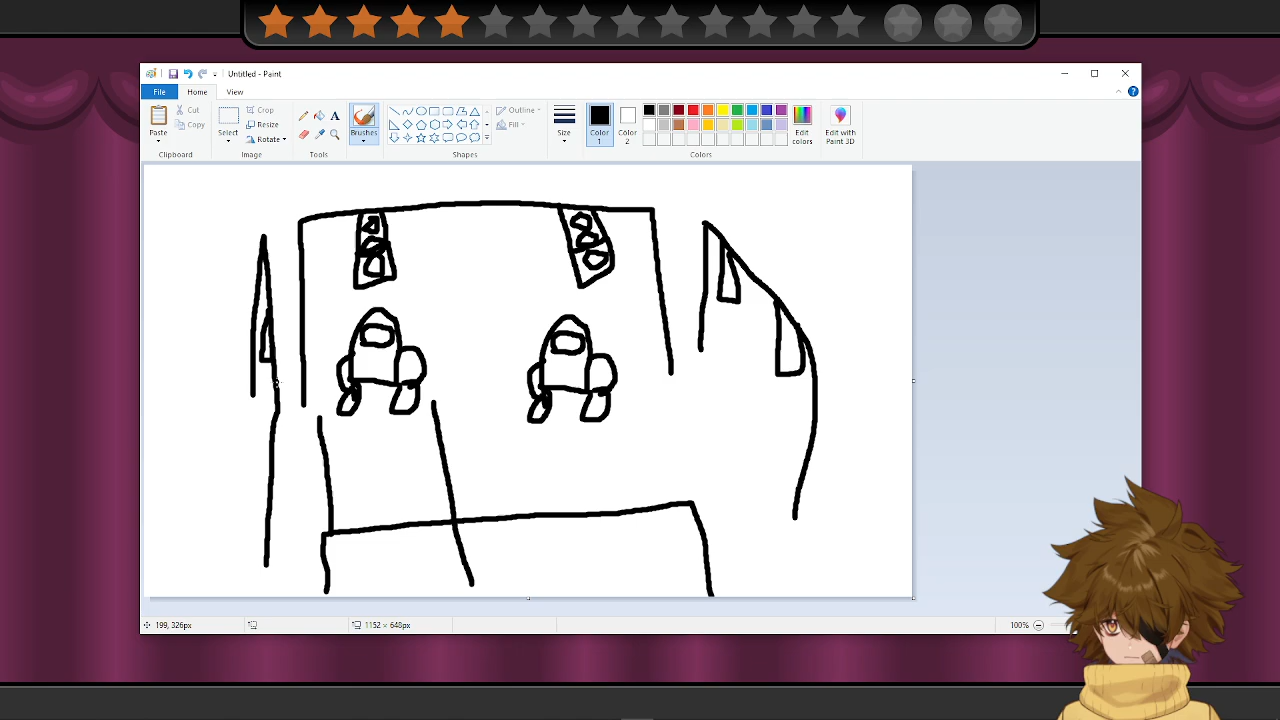 Untitled - Paint
File Home View
Paste Cut Copy Clipboard
Select Crop Resize Rotate Image
Tools
Brushes
Shapes Outline Fill
Size
Color 1 Color 2 Edit colors Colors
Edit with Paint 3D
199, 326px 1152 × 648px 100%